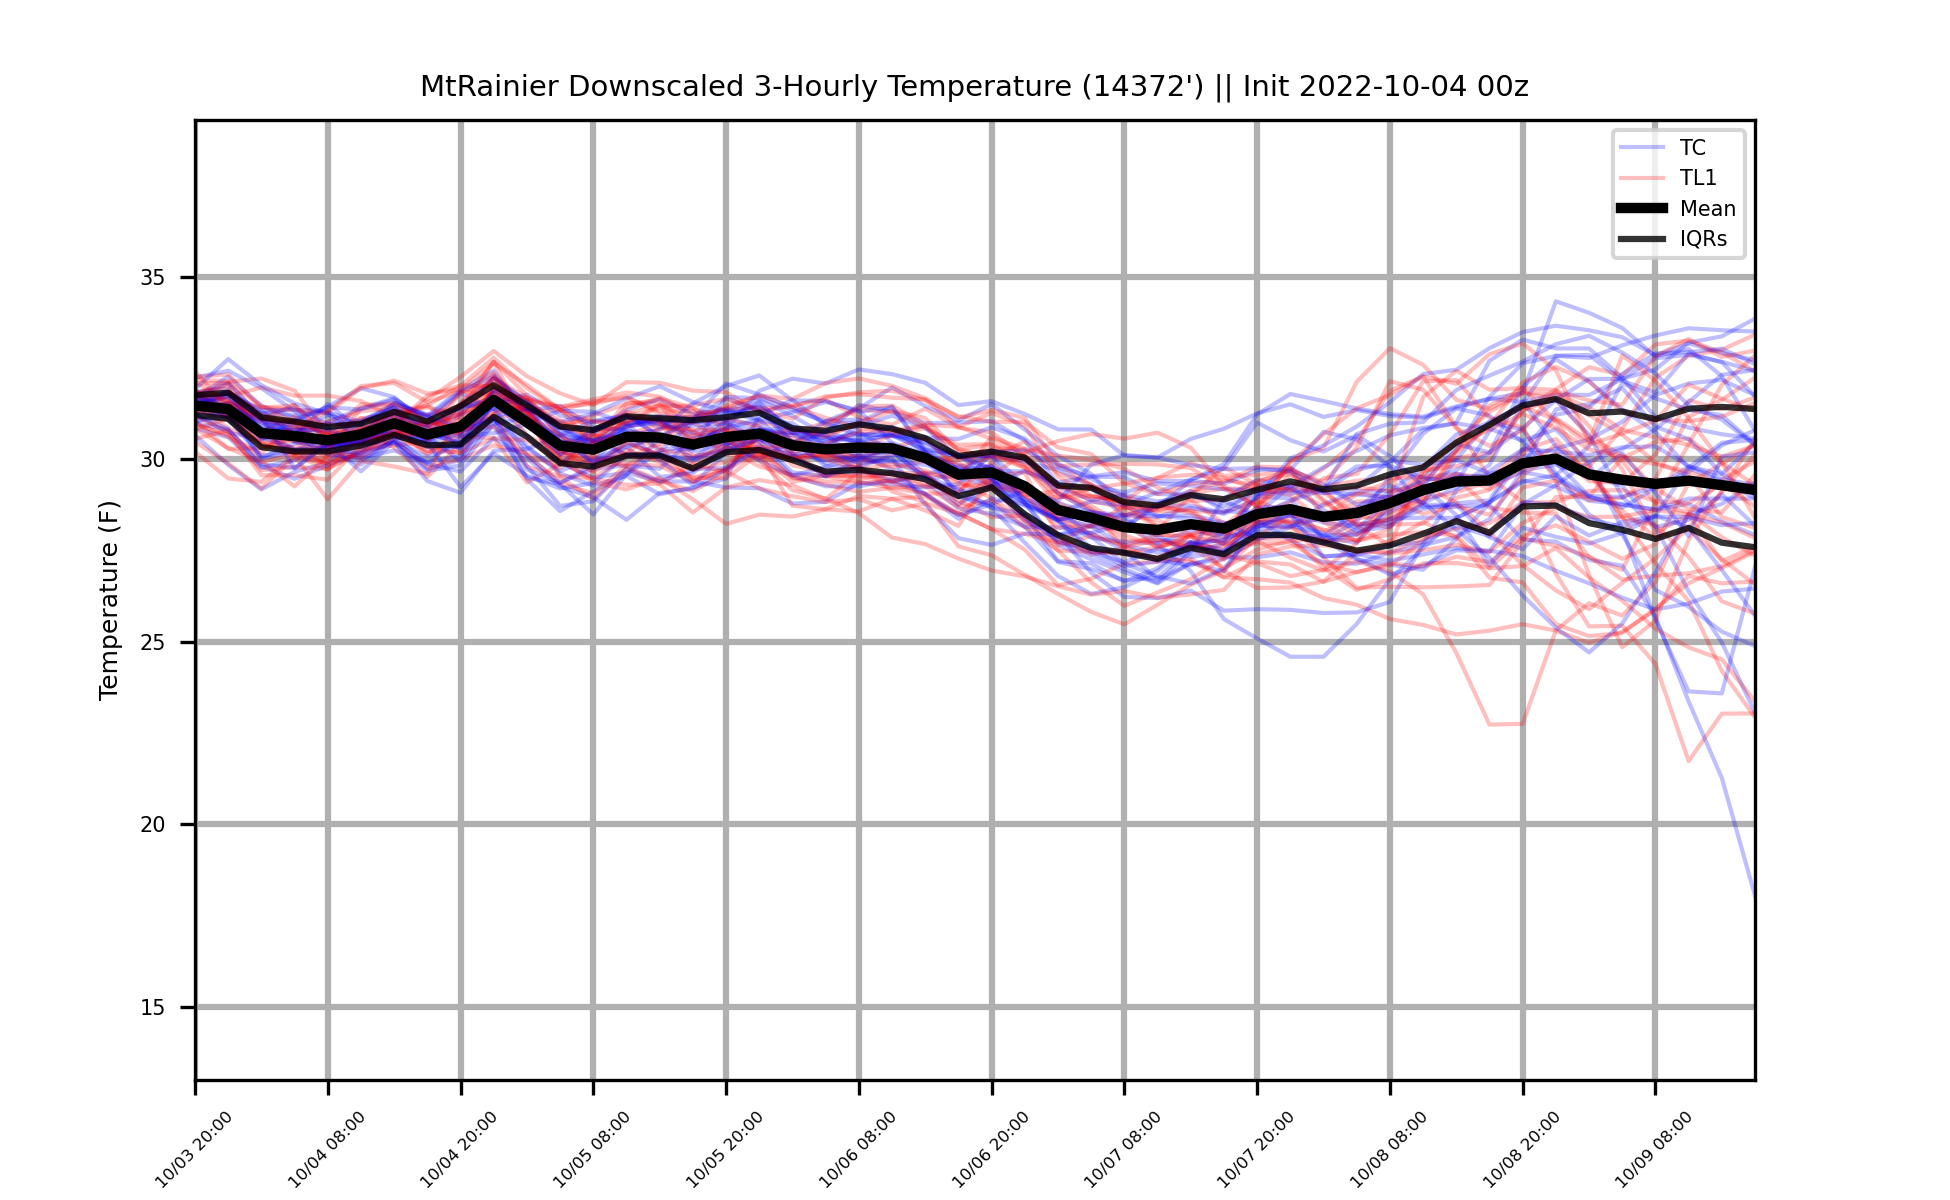 MtRainier Downscaled 3-Hourly Temperature (14372') || Init 2022-10-04 00z
TC
TL1
Mean
IQRs
Temperature (F)
35
30
25
20
15
10/03 20:00
10/04 08:00
10/04 20:00
10/05 08:00
10/05 20:00
10/06 08:00
10/06 20:00
10/07 08:00
10/07 20:00
10/08 08:00
10/08 20:00
10/09 08:00